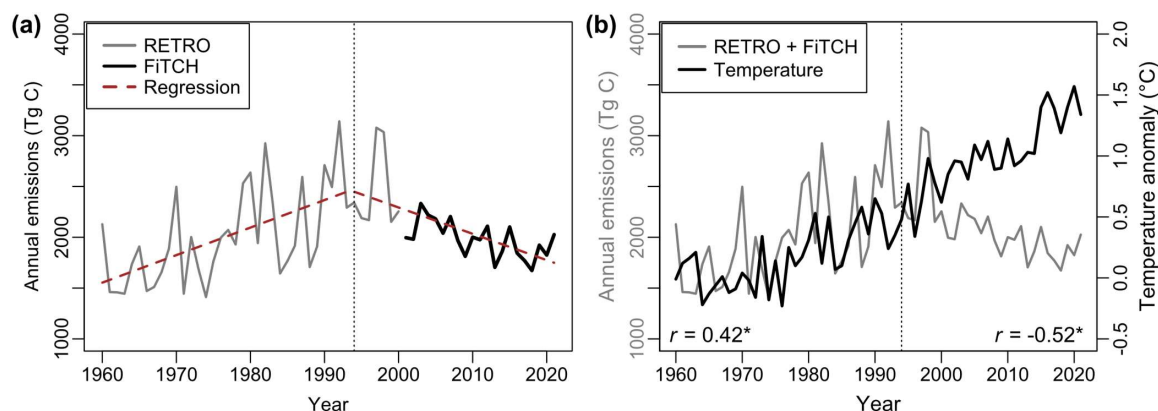 (a)
RETRO
FiTCH
Regression
Annual emissions (Tg C)
4000
3000
2000
1000
1960 1970 1980 1990 2000 2010 2020
Year
(b)
RETRO + FiTCH
Temperature
Annual emissions (Tg C)
4000
3000
2000
1000
r = 0.42*
r = -0.52*
2.0
1.5
1.0
0.5
0.0
-0.5
Temperature anomaly (°C)
1960 1970 1980 1990 2000 2010 2020
Year